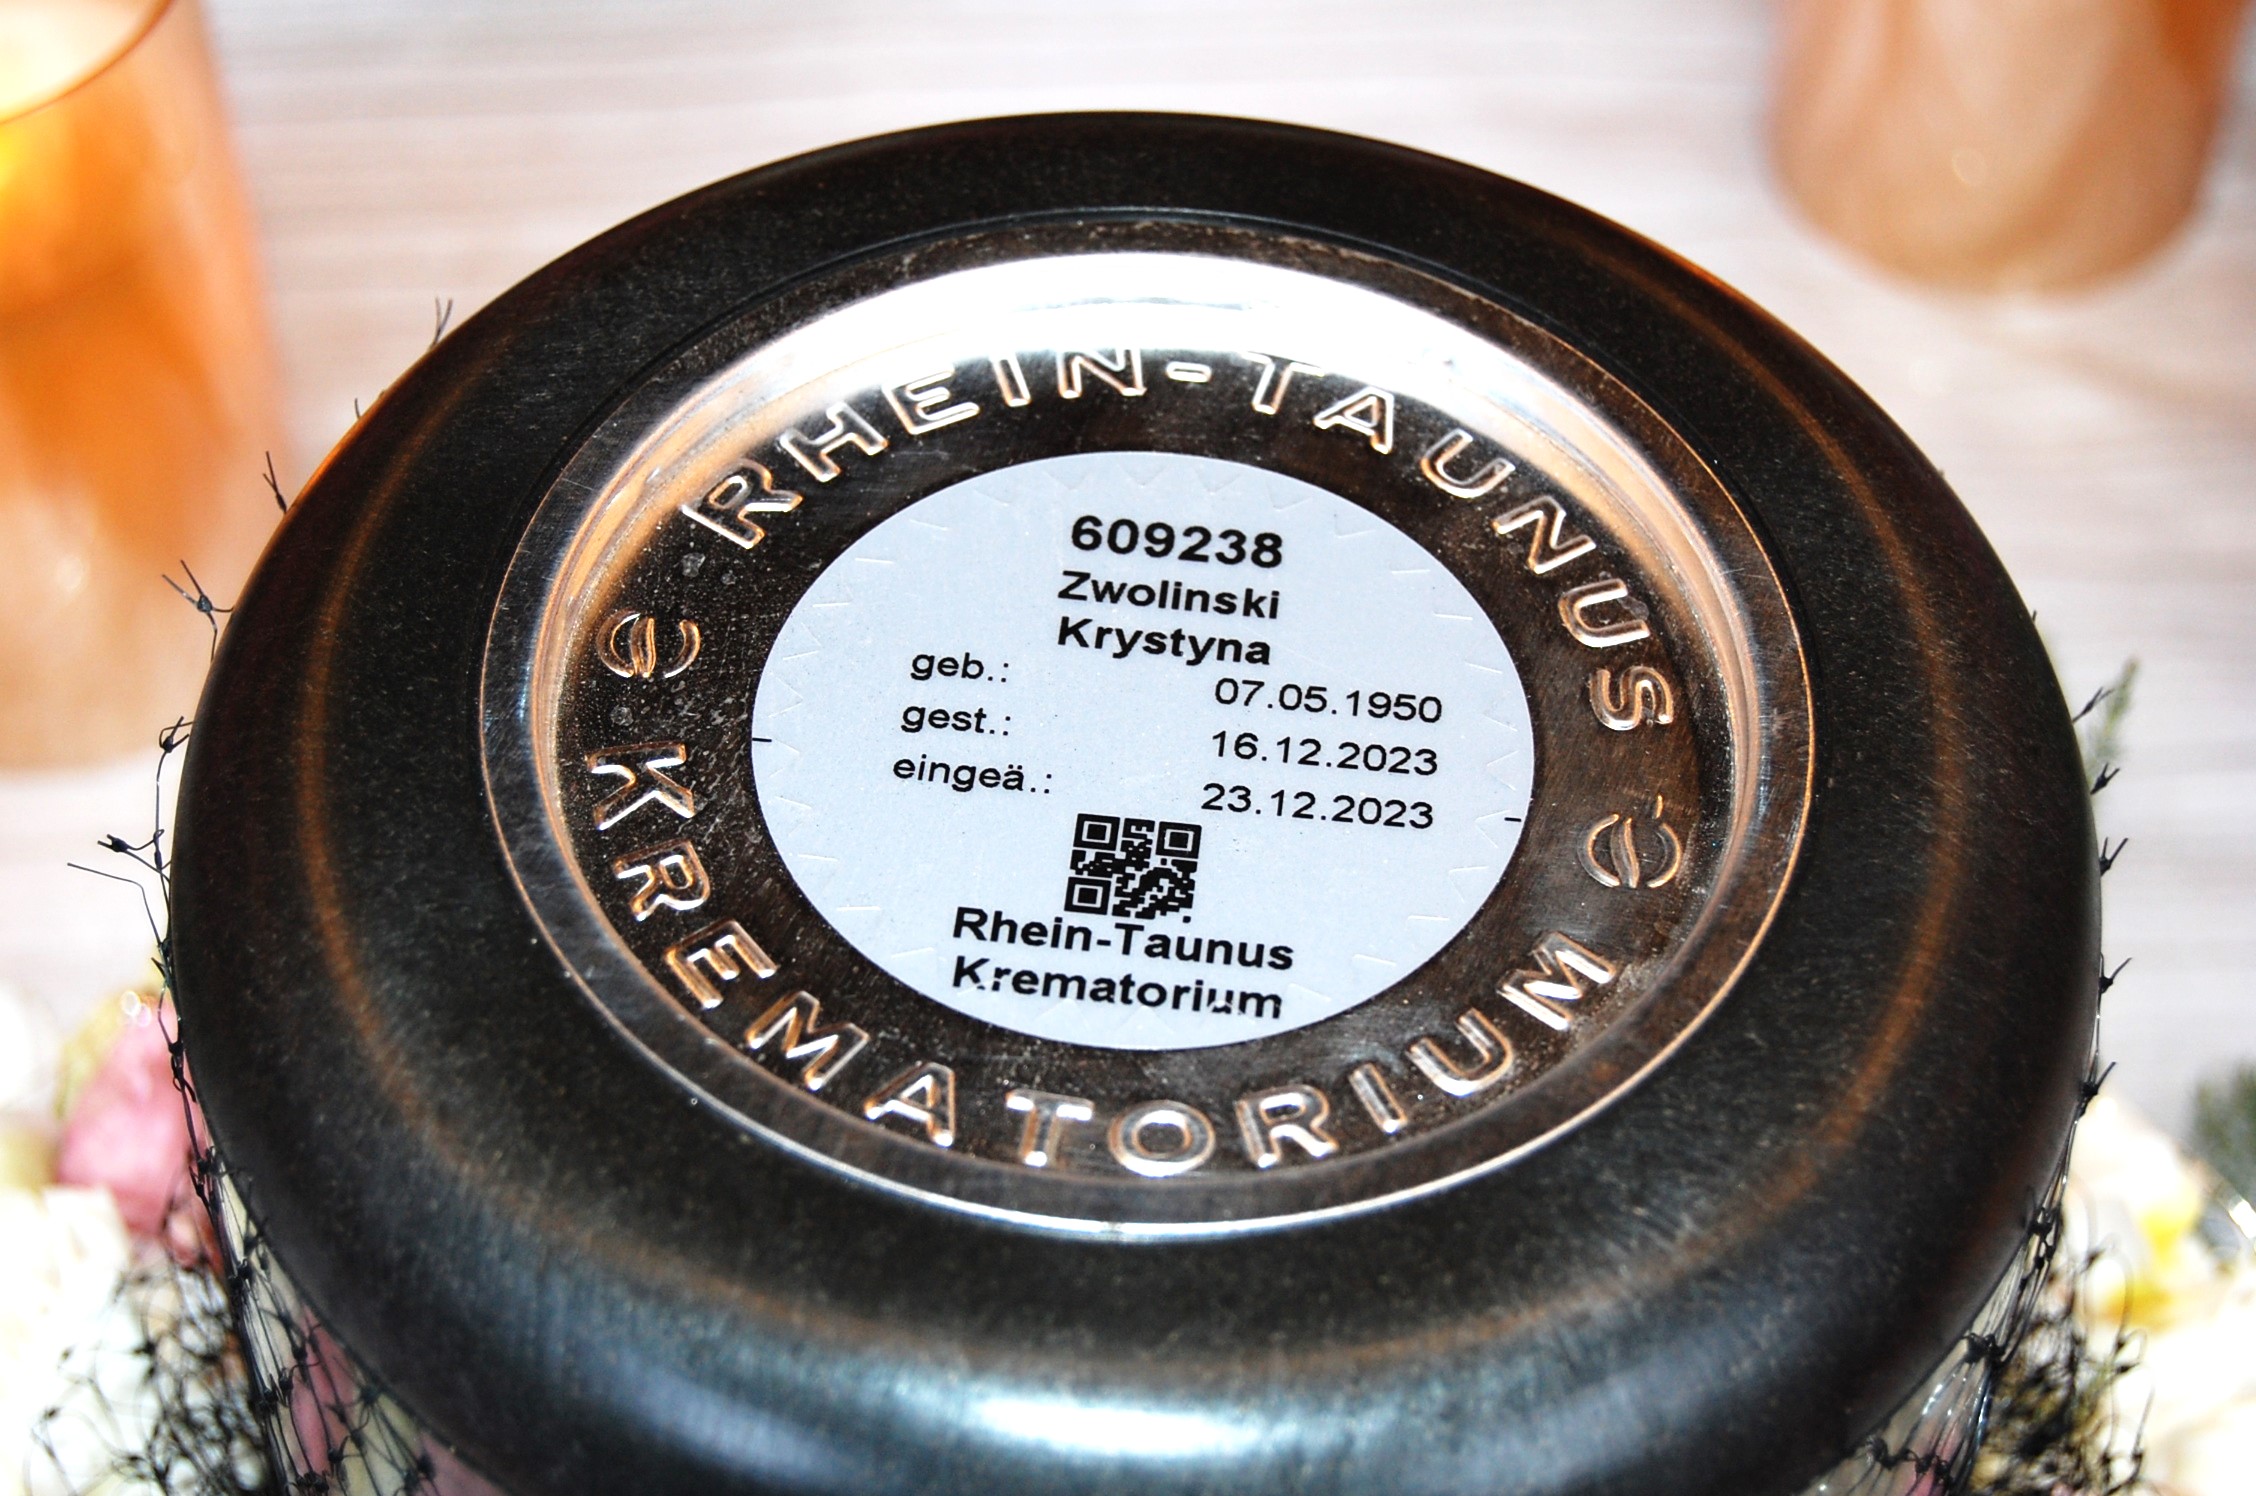 RHEIN-TAUNUS
609238
Zwolinski
Krystyna
geb.: 07.05.1950
gest.: 16.12.2023
eingeä.: 23.12.2023
Rhein-Taunus
Krematorium
KREMATORIUM